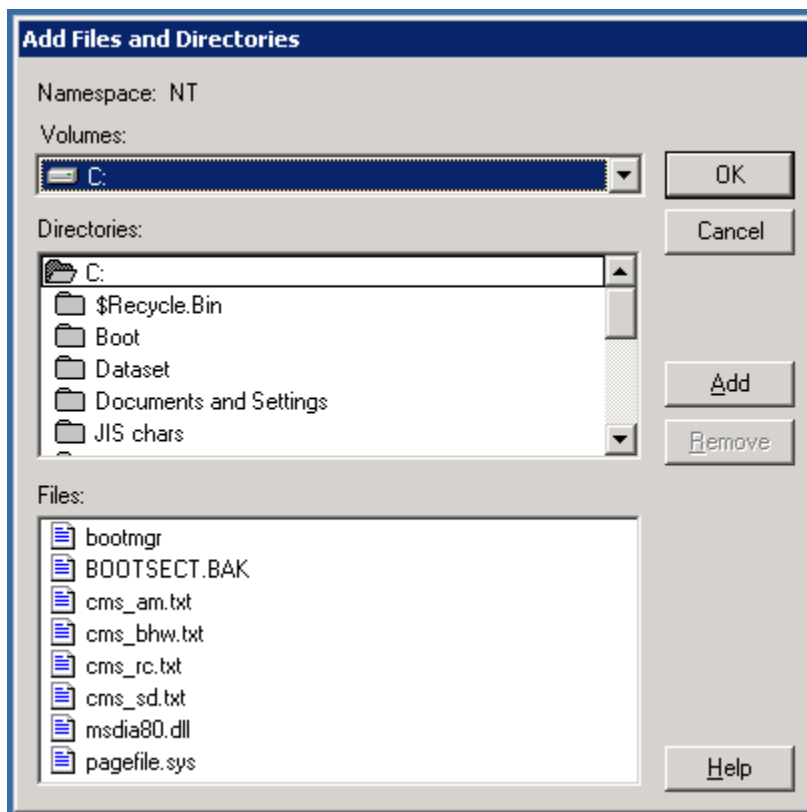 Add Files and Directories
Namespace: NT
Volumes:
C:
OK
Directories:
Cancel
C:
$Recycle.Bin
Boot
Dataset
Documents and Settings
JIS chars
Add
Remove
Files:
bootmgr
BOOTSECT.BAK
cms_am.txt
cms_bhw.txt
cms_rc.txt
cms_sd.txt
msdia80.dll
pagefile.sys
Help